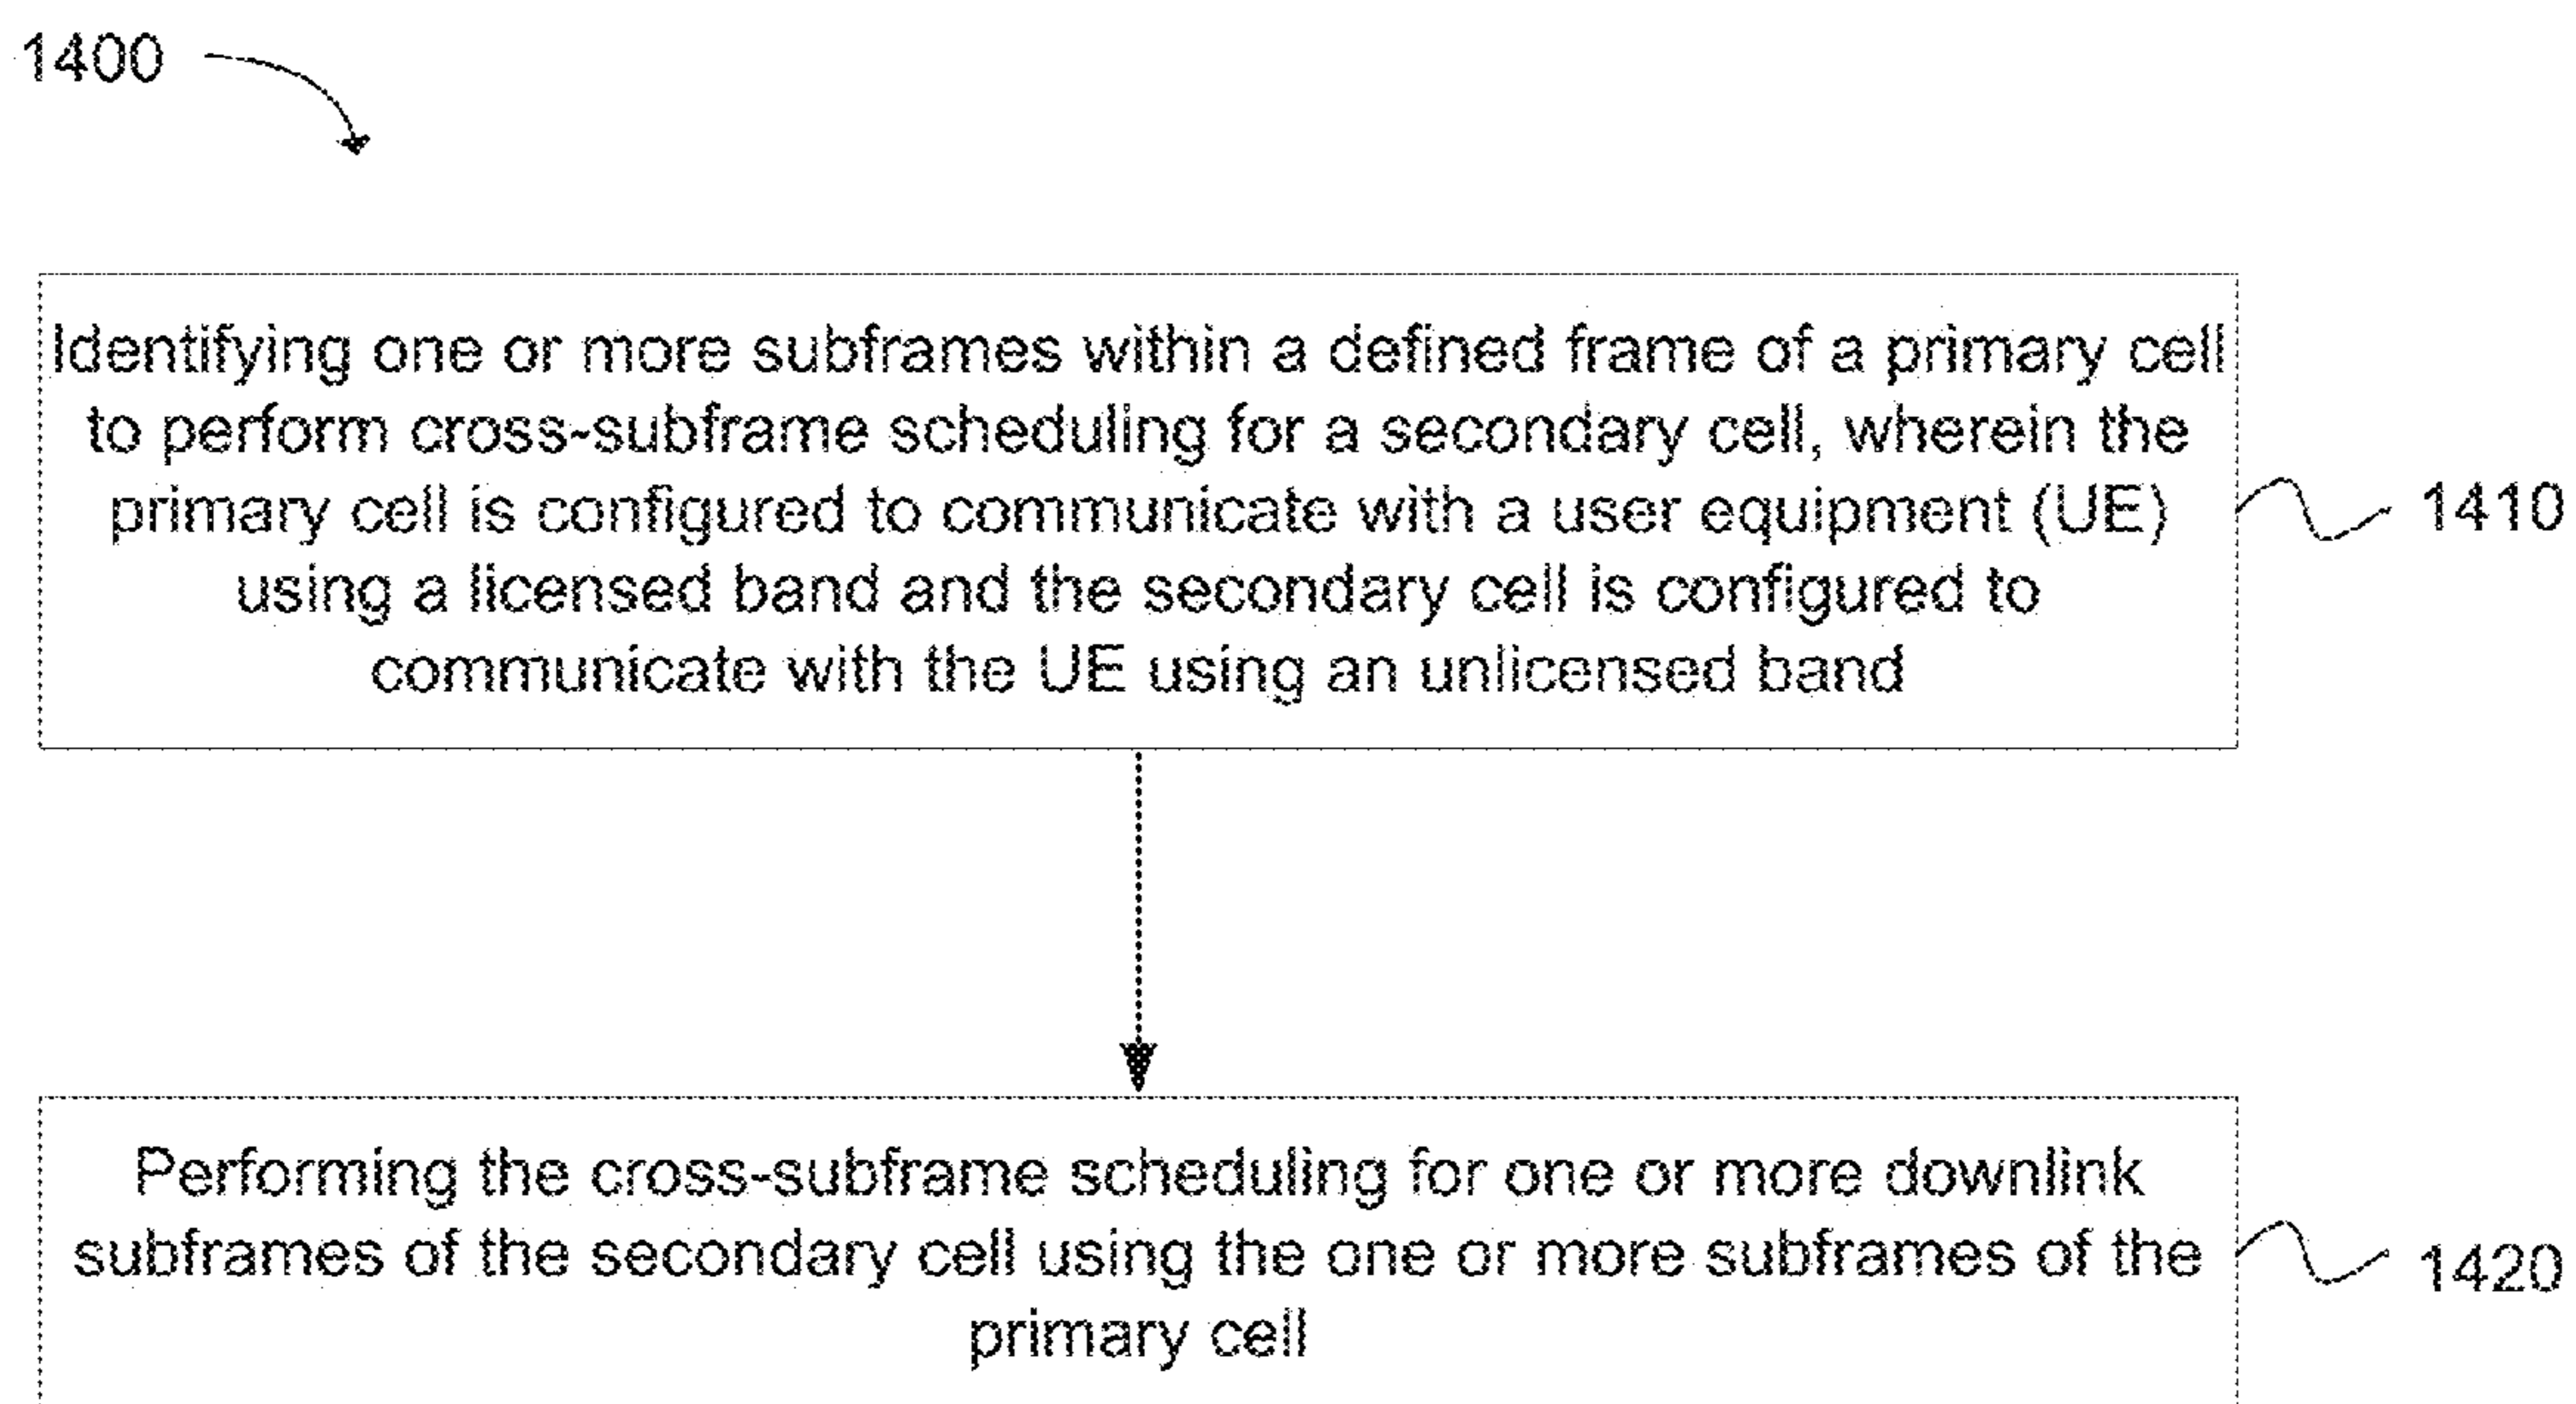 1400
Identifying one or more subframes within a defined frame of a primary cell
to perform cross-subframe scheduling for a secondary cell, wherein the
primary cell is configured to communicate with a user equipment (UE)
using a licensed band and the secondary cell is configured to
communicate with the UE using an unlicensed band
1410
Performing the cross-subframe scheduling for one or more downlink
subframes of the secondary cell using the one or more subframes of the
primary cell
1420